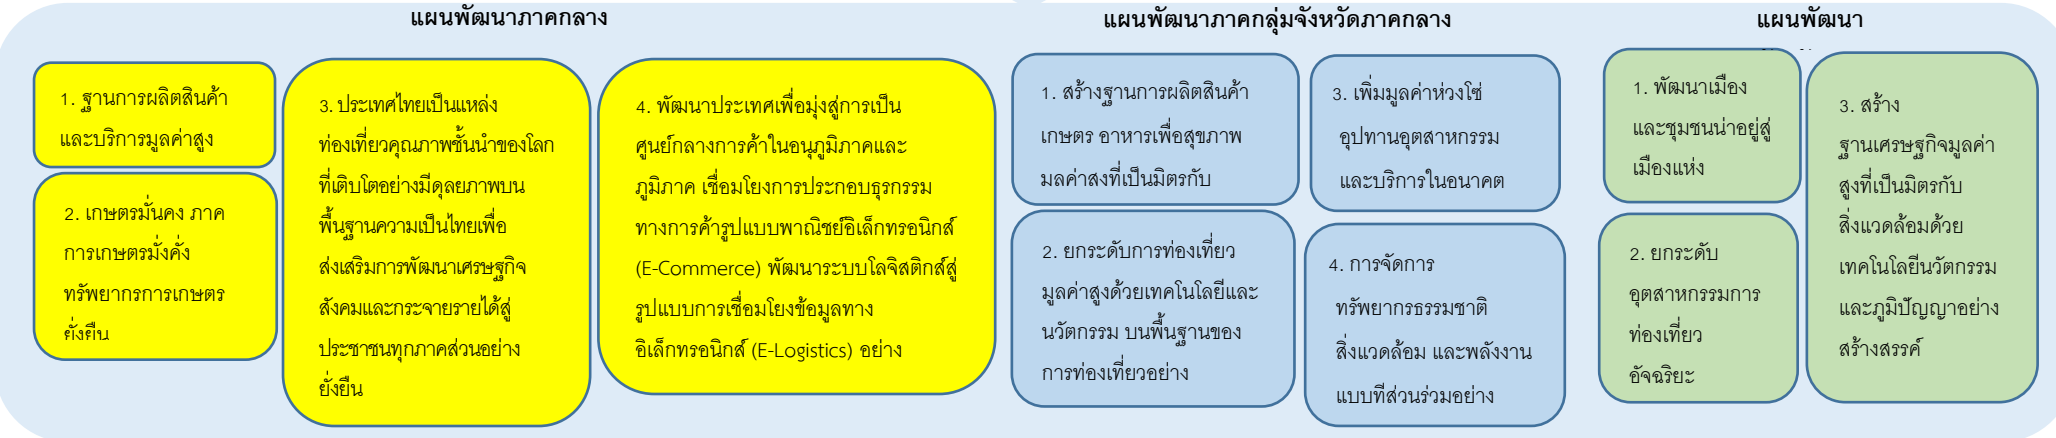 แผนพัฒนาภาคกลาง
1. ฐานการผลิตสินค้า
และบริการมูลค่าสูง
2. เกษตรมั่นคง ภาค
การเกษตรมั่งคั่ง
ทรัพยากรการเกษตร
ยั่งยืน
3. ประเทศไทยเป็นแหล่ง
ท่องเที่ยวคุณภาพชั้นนำของโลก
ที่เติบโตอย่างมีดุลยภาพบน
พื้นฐานความเป็นไทยเพื่อ
ส่งเสริมการพัฒนาเศรษฐกิจ
สังคมและกระจายรายได้สู่
ประชาชนทุกภาคส่วนอย่าง
ยั่งยืน
4. พัฒนาประเทศเพื่อมุ่งสู่การเป็น
ศูนย์กลางการค้าในอนุภูมิภาคและ
ภูมิภาค เชื่อมโยงการประกอบธุรกรรม
ทางการค้ารูปแบบพาณิชย์อิเล็กทรอนิกส์
(E-Commerce) พัฒนาระบบโลจิสติกส์สู่
รูปแบบการเชื่อมโยงข้อมูลทาง
อิเล็กทรอนิกส์ (E-Logistics) อย่าง
แผนพัฒนาภาคกลุ่มจังหวัดภาคกลาง
1. สร้างฐานการผลิตสินค้า
เกษตร อาหารเพื่อสุขภาพ
มลค่าสงที่เป็นมิตรกับ
2. ยกระดับการท่องเที่ยว
มูลค่าสูงด้วยเทคโนโลยีและ
นวัตกรรม บนพื้นฐานของ
การท่องเที่ยวอย่าง
3. เพิ่มมูลค่าห่วงโซ่
อุปทานอุตสาหกรรม
และบริการในอนาคต
4. การจัดการ
ทรัพยากรธรรมชาติ
สิ่งแวดล้อม และพลังงาน
แบบที่ส่วนร่วมอย่าง
แผนพัฒนา
1. พัฒนาเมือง
และชุมชนน่าอยู่สู่
เมืองแห่ง
2. ยกระดับ
อุตสาหกรรมการ
ท่องเที่ยว
อัจฉริยะ
3. สร้าง
ฐานเศรษฐกิจมูลค่า
สูงที่เป็นมิตรกับ
สิ่งแวดล้อมด้วย
เทคโนโลยีนวัตกรรม
และภูมิปัญญาอย่าง
สร้างสรรค์